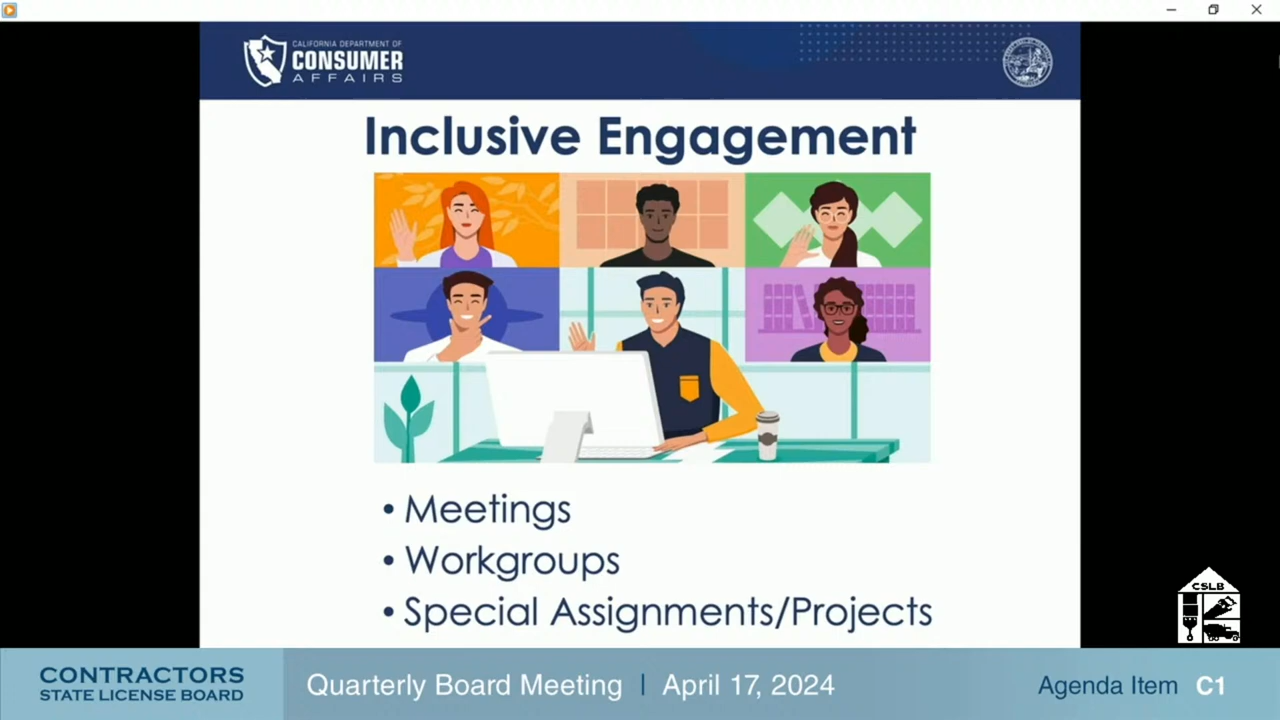 CALIFORNIA DEPARTMENT OF
CONSUMER
AFFAIRS
Inclusive Engagement
• Meetings
• Workgroups
• Special Assignments/Projects
CSLB
CONTRACTORS
STATE LICENSE BOARD
Quarterly Board Meeting | April 17, 2024
Agenda Item C1